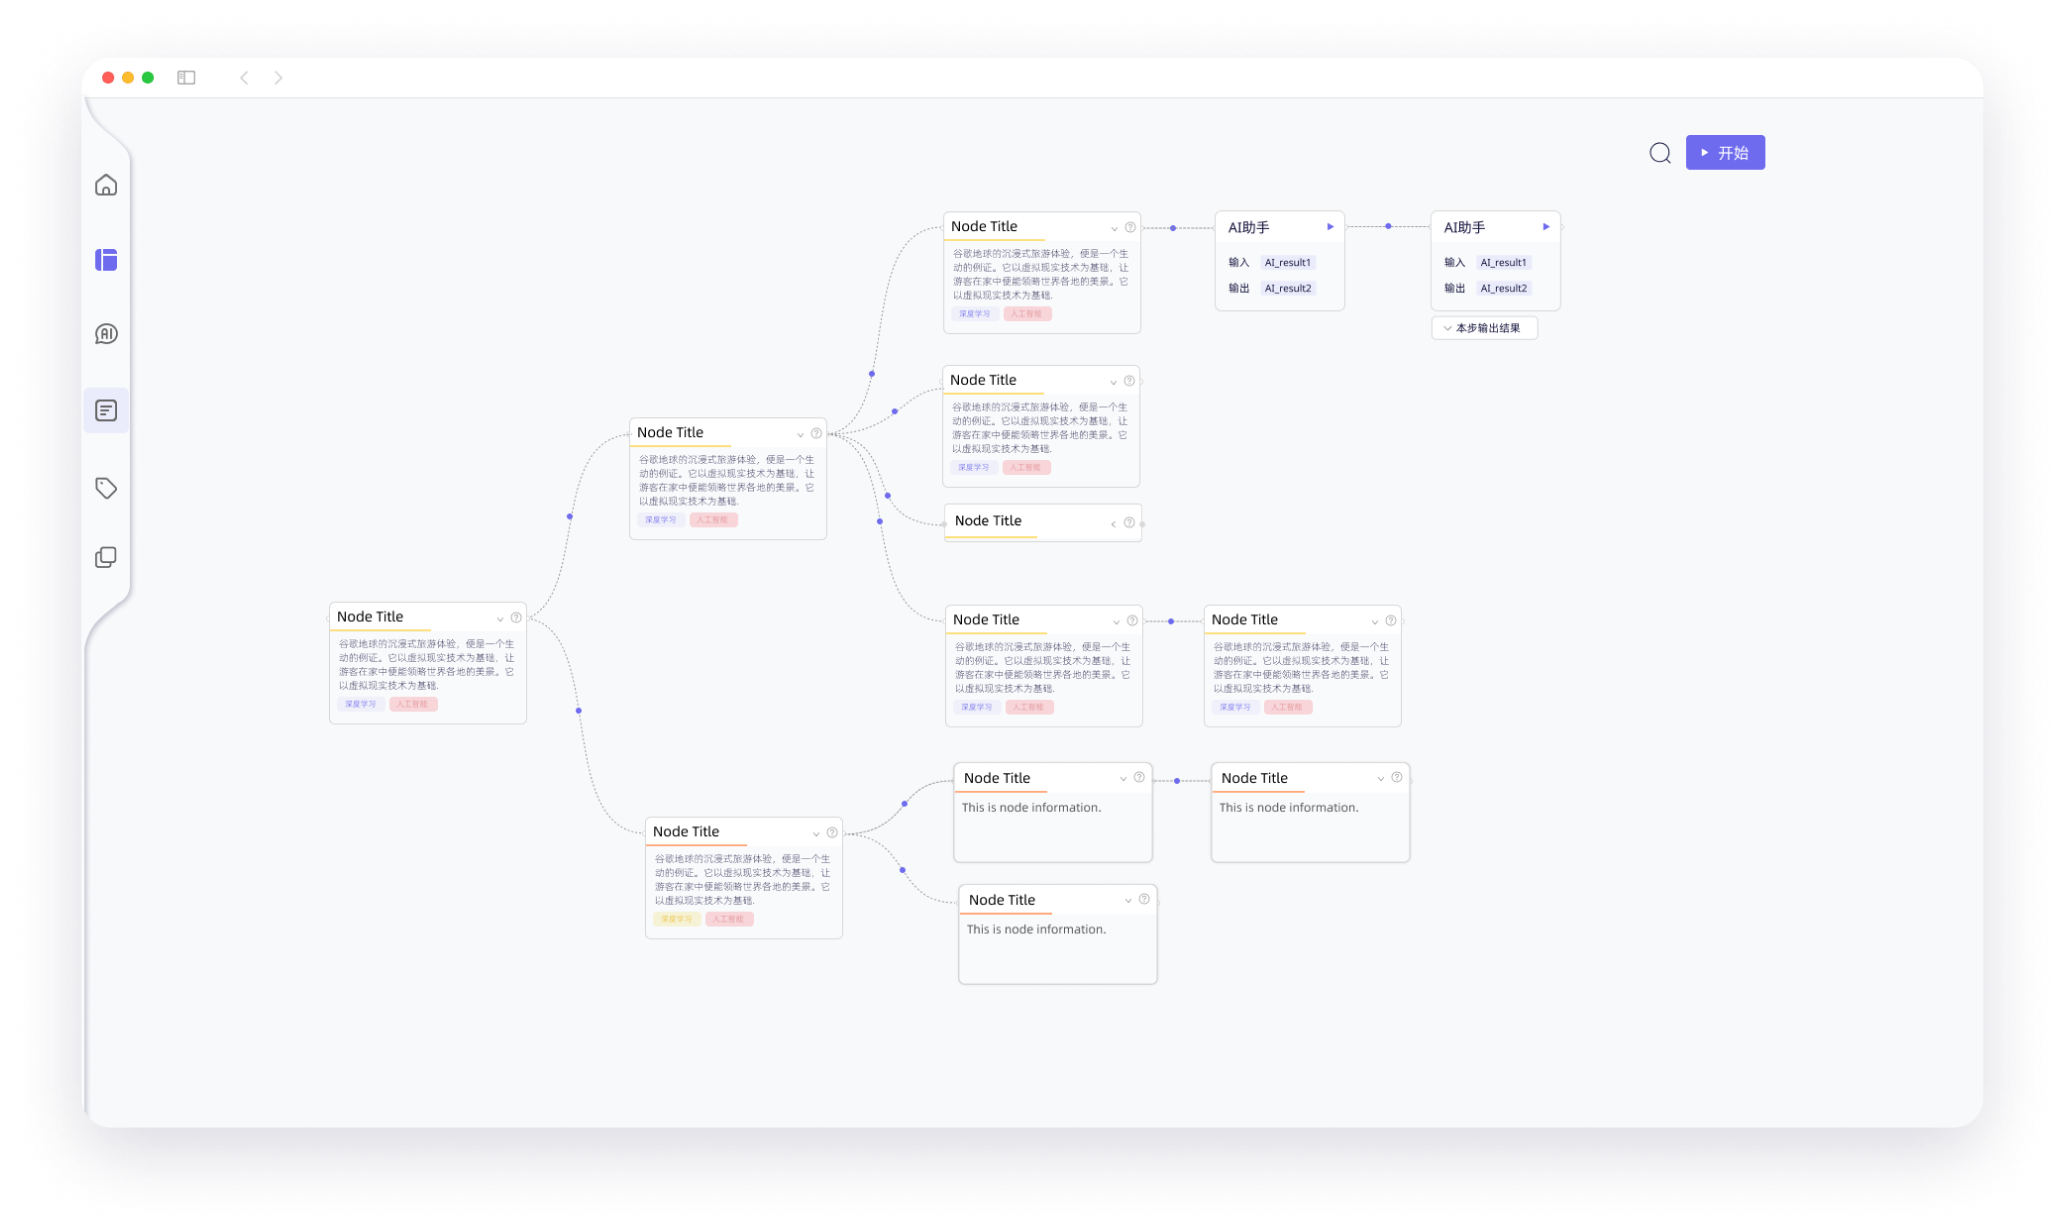 开始
Node Title
谷歌地球的沉浸式旅游体验，便是一个生
动的例证。它以虚拟现实技术为基础，让
游客在家中便能领略世界各地的美景。它
以虚拟现实技术为基础.
深度学习 人工智能
AI助手
输入 AI_result1
输出 AI_result2
AI助手
输入 AI_result1
输出 AI_result2
本步输出结果
Node Title
谷歌地球的沉浸式旅游体验，便是一个生
动的例证。它以虚拟现实技术为基础，让
游客在家中便能领略世界各地的美景。它
以虚拟现实技术为基础.
深度学习 人工智能
Node Title
谷歌地球的沉浸式旅游体验，便是一个生
动的例证。它以虚拟现实技术为基础，让
游客在家中便能领略世界各地的美景。它
以虚拟现实技术为基础.
深度学习 人工智能
Node Title
Node Title
谷歌地球的沉浸式旅游体验，便是一个生
动的例证。它以虚拟现实技术为基础，让
游客在家中便能领略世界各地的美景。它
以虚拟现实技术为基础.
深度学习 人工智能
Node Title
谷歌地球的沉浸式旅游体验，便是一个生
动的例证。它以虚拟现实技术为基础，让
游客在家中便能领略世界各地的美景。它
以虚拟现实技术为基础.
深度学习 人工智能
Node Title
谷歌地球的沉浸式旅游体验，便是一个生
动的例证。它以虚拟现实技术为基础，让
游客在家中便能领略世界各地的美景。它
以虚拟现实技术为基础.
深度学习 人工智能
Node Title
This is node information.
Node Title
This is node information.
Node Title
谷歌地球的沉浸式旅游体验，便是一个生
动的例证。它以虚拟现实技术为基础，让
游客在家中便能领略世界各地的美景。它
以虚拟现实技术为基础.
深度学习 人工智能
Node Title
This is node information.
AI